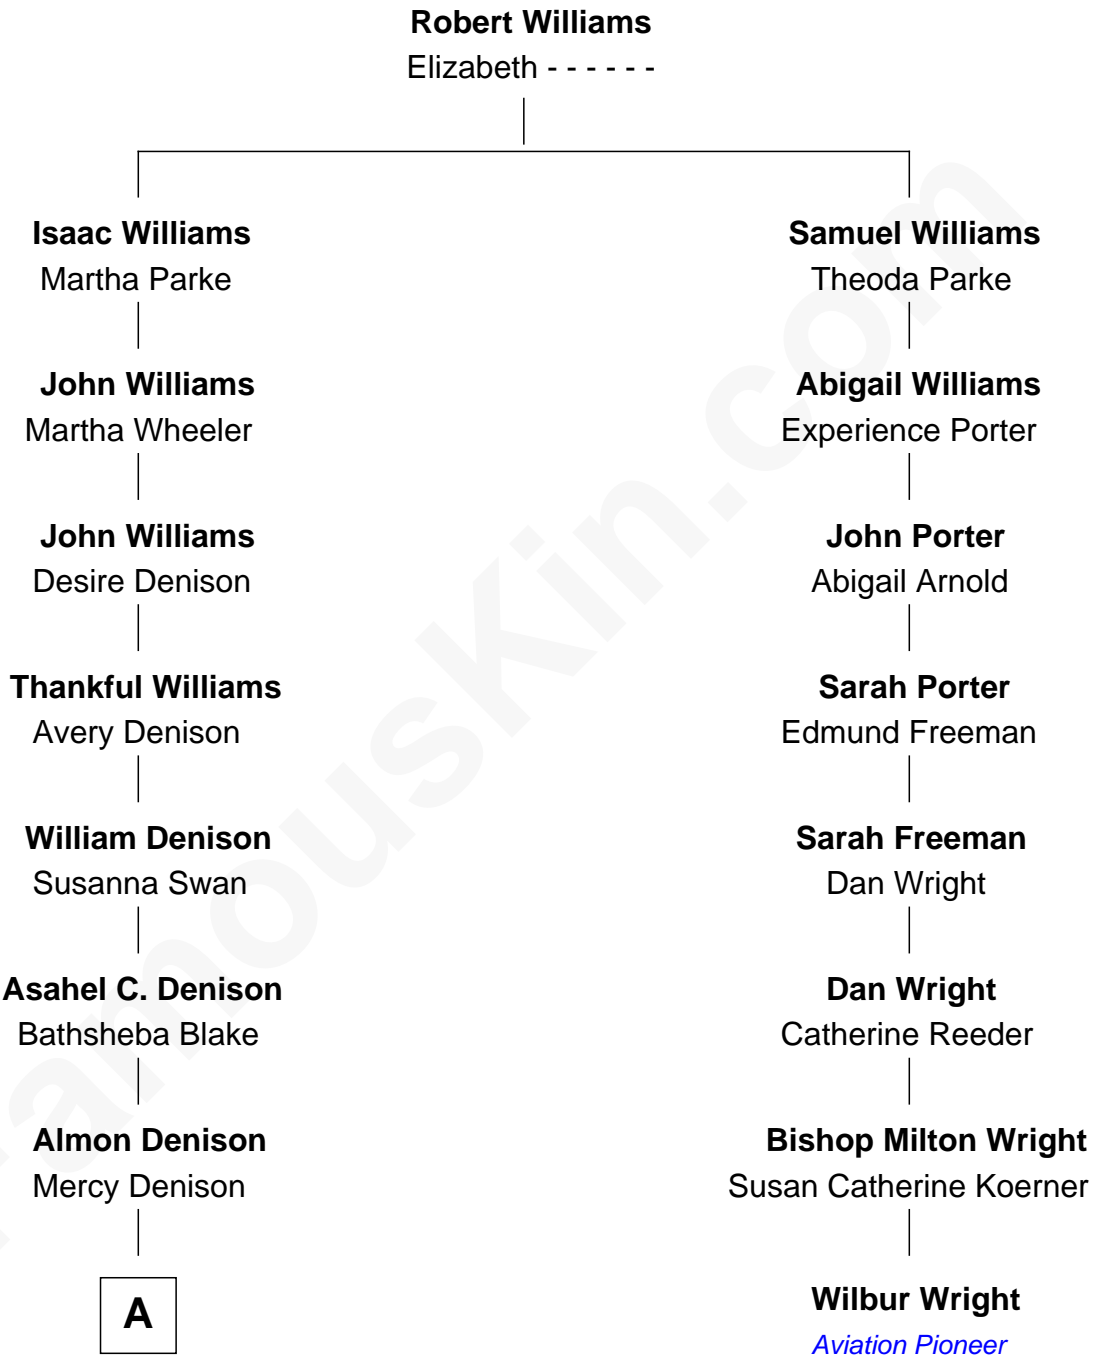 Robert Williams
Elizabeth - - - - - -
Isaac Williams
Martha Parke
Samuel Williams
Theoda Parke
John Williams
Martha Wheeler
Abigail Williams
Experience Porter
John Williams
Desire Denison
John Porter
Abigail Arnold
Thankful Williams
Avery Denison
Sarah Porter
Edmund Freeman
William Denison
Susanna Swan
Sarah Freeman
Dan Wright
Asahel C. Denison
Bathsheba Blake
Dan Wright
Catherine Reeder
Almon Denison
Mercy Denison
Bishop Milton Wright
Susan Catherine Koerner
A
Wilbur Wright
Aviation Pioneer
FamousKin.com